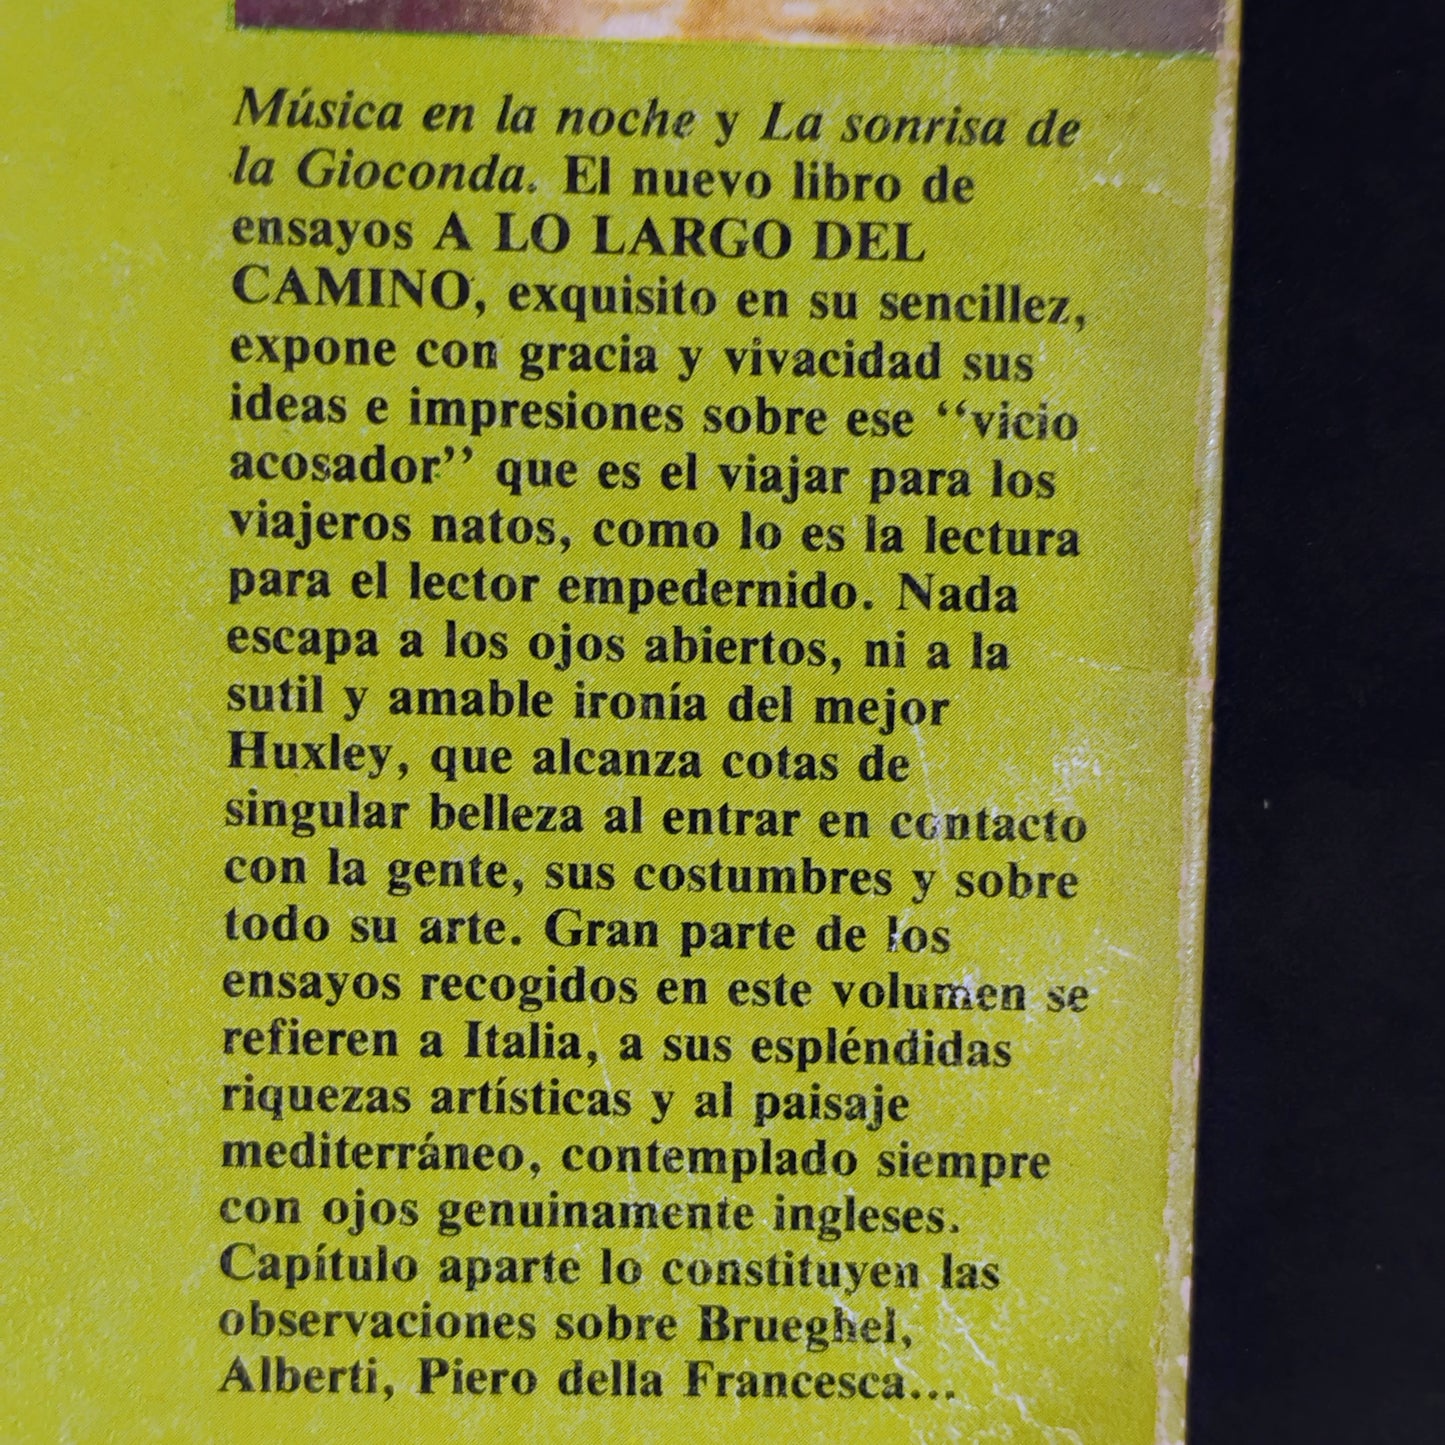 Música en la noche y La sonrisa de
la Gioconda. El nuevo libro de
ensayos A LO LARGO DEL
CAMINO, exquisito en su sencillez,
expone con gracia y vivacidad sus
ideas e impresiones sobre ese “vicio
acosador” que es el viajar para los
viajeros natos, como lo es la lectura
para el lector empedernido. Nada
escapa a los ojos abiertos, ni a la
sutil y amable ironía del mejor
Huxley, que alcanza cotas de
singular belleza al entrar en contacto
con la gente, sus costumbres y sobre
todo su arte. Gran parte de los
ensayos recogidos en este volumen se
refieren a Italia, a sus espléndidas
riquezas artísticas y al paisaje
mediterráneo, contemplado siempre
con ojos genuinamente ingleses.
Capítulo aparte lo constituyen las
observaciones sobre Brueghel,
Alberti, Piero della Francesca...